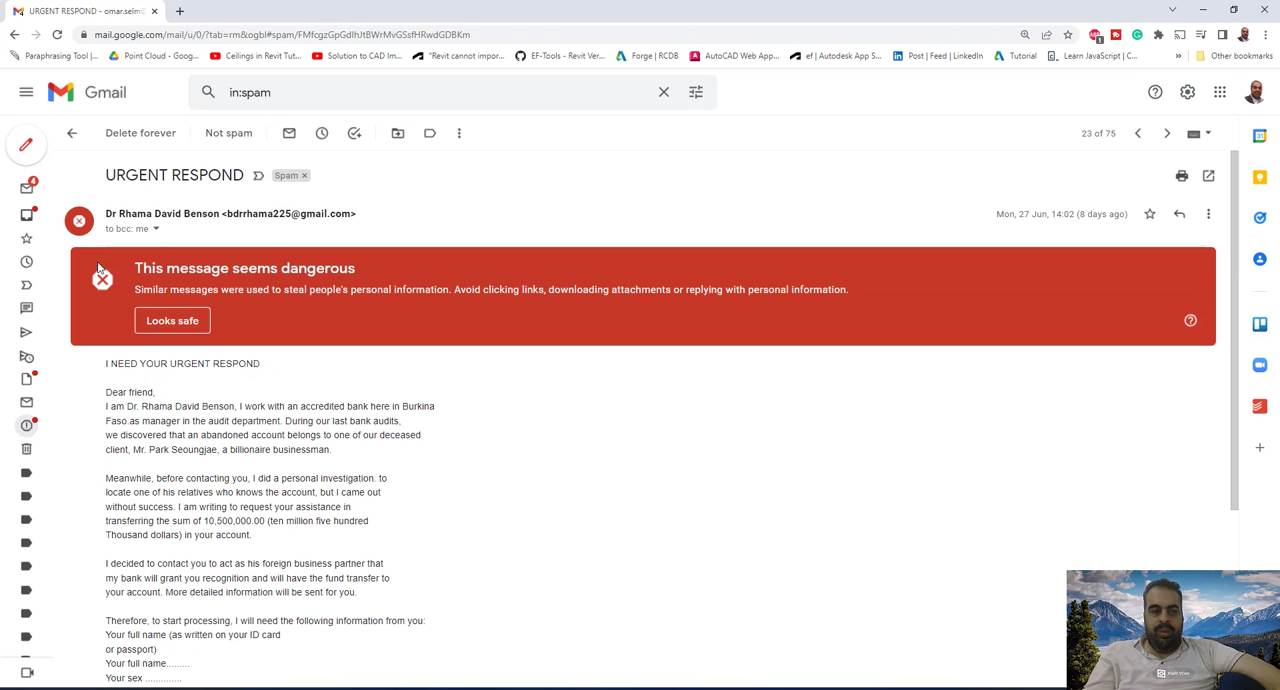 URGENT RESPOND - omar.selm
mail.google.com/mail/u/0/?tab=rm&ogbl#spam/FMfcgzGpGdlhJtBWrMvGSsfHRwdGDBKm
Paraphrasing Tool |... Point Cloud - Goog... Ceilings in Revit Tut... Solution to CAD Im... "Revit cannot impor... EF-Tools - Revit Ver... Forge | RCDB AutoCAD Web App... ef | Autodesk App S... Post | Feed | LinkedIn Tutorial Learn JavaScript | C... » Other bookmarks
Gmail
in:spam
Delete forever Not spam 23 of 75
URGENT RESPOND Spam ×
4
Dr Rhama David Benson <bdrrhama225@gmail.com> Mon, 27 Jun, 14:02 (8 days ago)
to bcc: me
This message seems dangerous
Similar messages were used to steal people's personal information. Avoid clicking links, downloading attachments or replying with personal information.
Looks safe
I NEED YOUR URGENT RESPOND
Dear friend,
I am Dr. Rhama David Benson, I work with an accredited bank here in Burkina
Faso.as manager in the audit department. During our last bank audits,
we discovered that an abandoned account belongs to one of our deceased
client, Mr. Park Seoungjae, a billionaire businessman.
Meanwhile, before contacting you, I did a personal investigation. to
locate one of his relatives who knows the account, but I came out
without success. I am writing to request your assistance in
transferring the sum of 10,500,000.00 (ten million five hundred
Thousand dollars) in your account.
I decided to contact you to act as his foreign business partner that
my bank will grant you recognition and will have the fund transfer to
your account. More detailed information will be sent for you.
Therefore, to start processing, I will need the following information from you:
Your full name (as written on your ID card
or passport)
Your full name.........
Your sex ..............